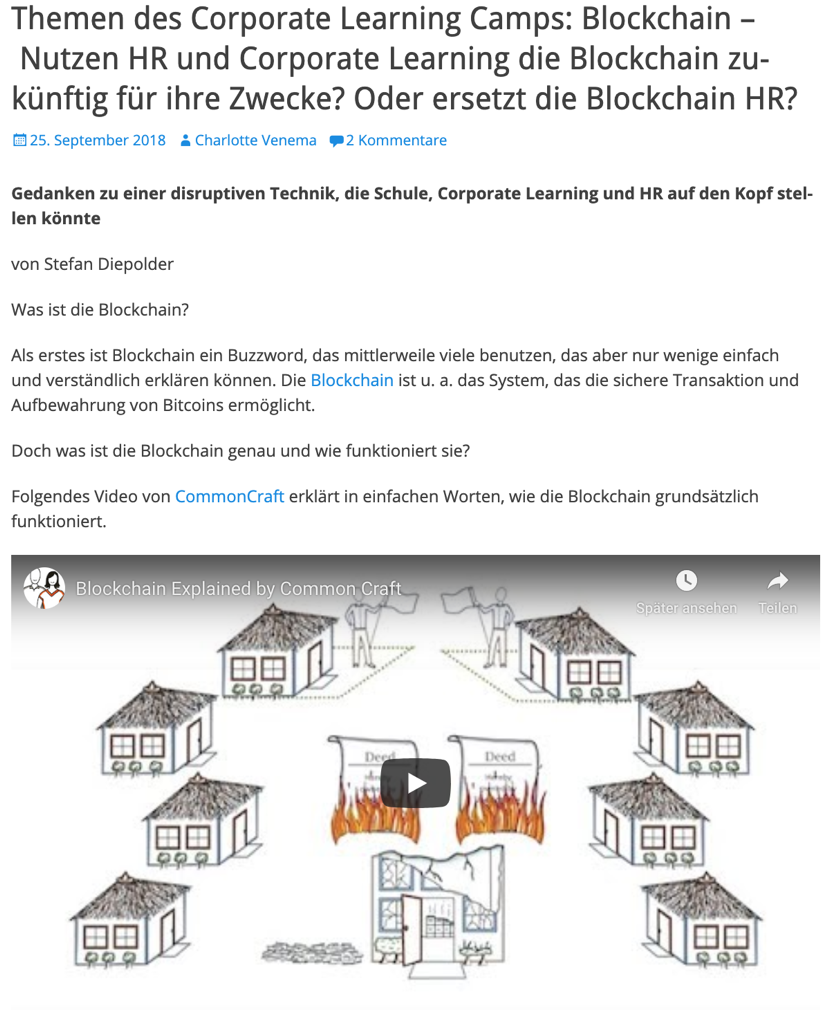 Themen des Corporate Learning Camps: Blockchain –
Nutzen HR und Corporate Learning die Blockchain zu-
künftig für ihre Zwecke? Oder ersetzt die Blockchain HR?
25. September 2018 Charlotte Venema 2 Kommentare
Gedanken zu einer disruptiven Technik, die Schule, Corporate Learning und HR auf den Kopf stel-
len könnte
von Stefan Diepolder
Was ist die Blockchain?
Als erstes ist Blockchain ein Buzzword, das mittlerweile viele benutzen, das aber nur wenige einfach
und verständlich erklären können. Die Blockchain ist u. a. das System, das die sichere Transaktion und
Aufbewahrung von Bitcoins ermöglicht.
Doch was ist die Blockchain genau und wie funktioniert sie?
Folgendes Video von CommonCraft erklärt in einfachen Worten, wie die Blockchain grundsätzlich
funktioniert.
Blockchain Explained by Common Craft
Später ansehen Teilen
Deed Deed